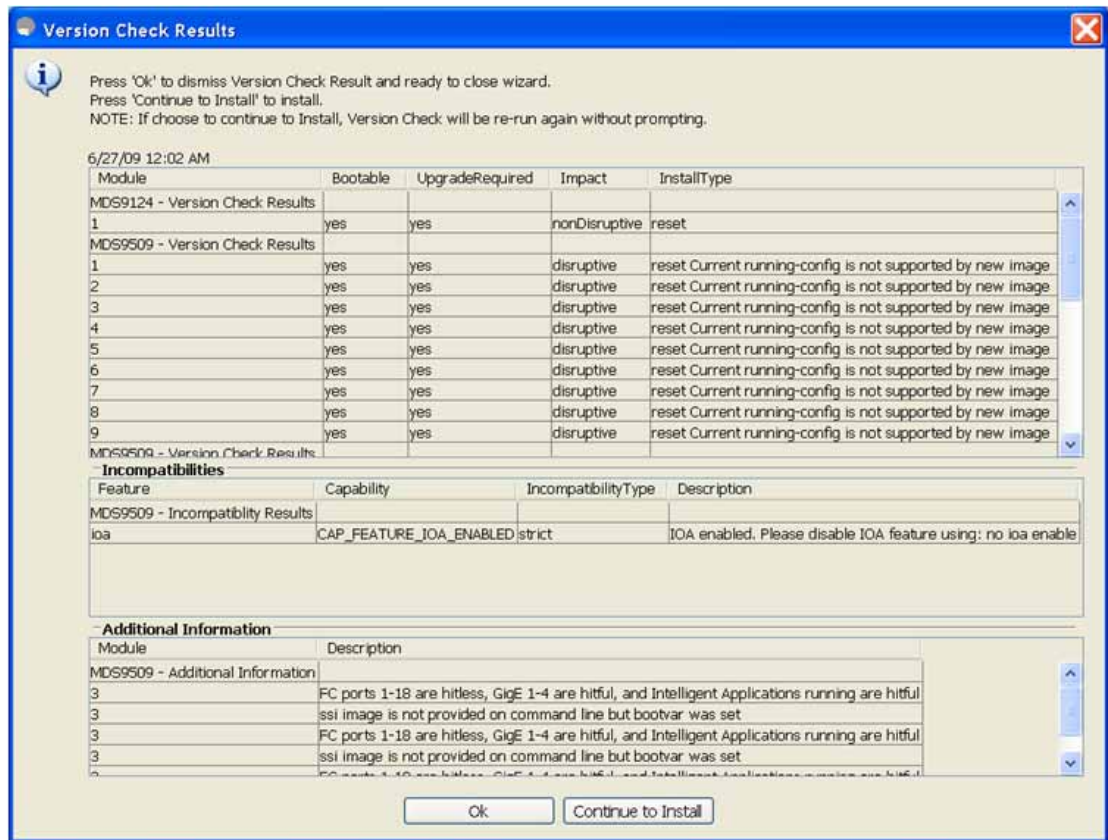 Version Check Results
Press 'Ok' to dismiss Version Check Result and ready to close wizard.
Press 'Continue to Install' to install.
NOTE: If choose to continue to Install, Version Check will be re-run again without prompting.
6/27/09 12:02 AM
Module Bootable UpgradeRequired Impact InstallType
MDS9124 - Version Check Results
1 yes yes nonDisruptive reset
MDS9509 - Version Check Results
1 yes yes disruptive reset Current running-config is not supported by new image
2 yes yes disruptive reset Current running-config is not supported by new image
3 yes yes disruptive reset Current running-config is not supported by new image
4 yes yes disruptive reset Current running-config is not supported by new image
5 yes yes disruptive reset Current running-config is not supported by new image
6 yes yes disruptive reset Current running-config is not supported by new image
7 yes yes disruptive reset Current running-config is not supported by new image
8 yes yes disruptive reset Current running-config is not supported by new image
9 yes yes disruptive reset Current running-config is not supported by new image
MDS9509 - Version Check Results
Incompatibilities
Feature Capability IncompatibilityType Description
MDS9509 - Incompatiblity Results
ioa CAP_FEATURE_IOA_ENABLED strict IOA enabled. Please disable IOA feature using: no ioa enable
Additional Information
Module Description
MDS9509 - Additional Information
3 FC ports 1-18 are hitless, GigE 1-4 are hitful, and Intelligent Applications running are hitful
3 ssi image is not provided on command line but bootvar was set
3 FC ports 1-18 are hitless, GigE 1-4 are hitful, and Intelligent Applications running are hitful
3 ssi image is not provided on command line but bootvar was set
Ok Continue to Install